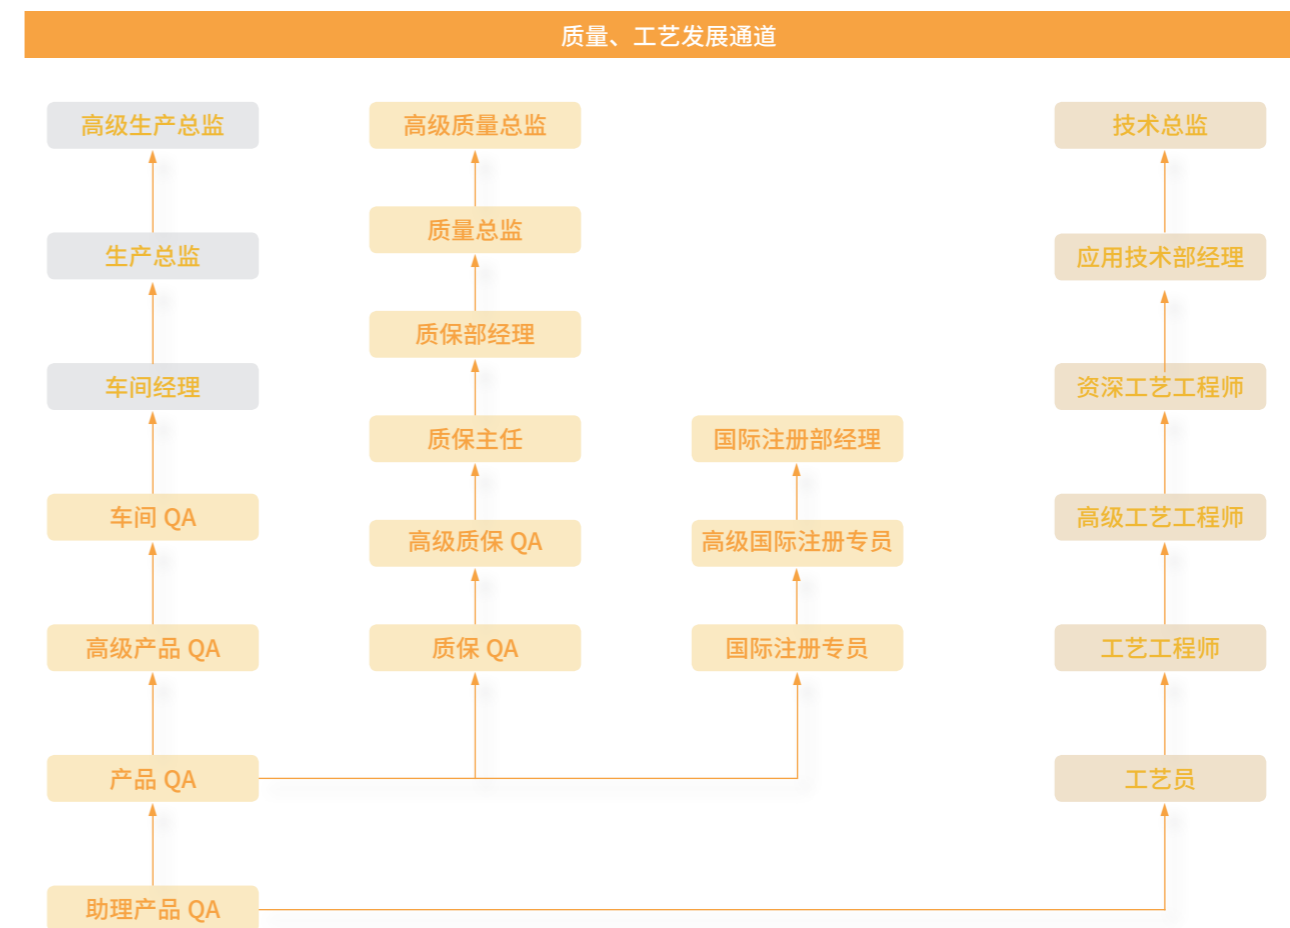 质量、工艺发展通道
高级生产总监
高级质量总监
技术总监
质量总监
生产总监
应用技术部经理
质保部经理
车间经理
资深工艺工程师
质保主任
国际注册部经理
车间 QA
高级工艺工程师
高级质保 QA
高级国际注册专员
高级产品 QA
质保 QA
国际注册专员
工艺工程师
产品 QA
工艺员
助理产品 QA